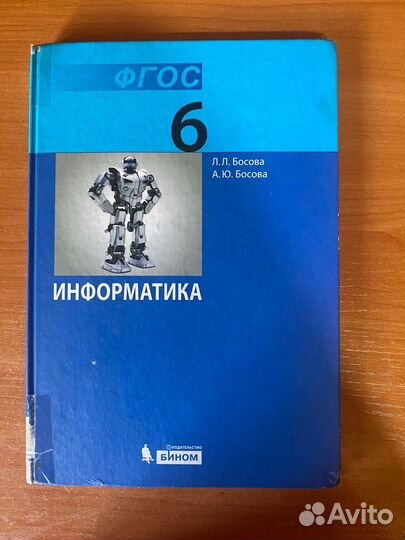 ФГОС
6
Л.Л. Босова
А.Ю. Босова
ИНФОРМАТИКА
ИЗДАТЕЛЬСТВО
БИНОМ
Avito